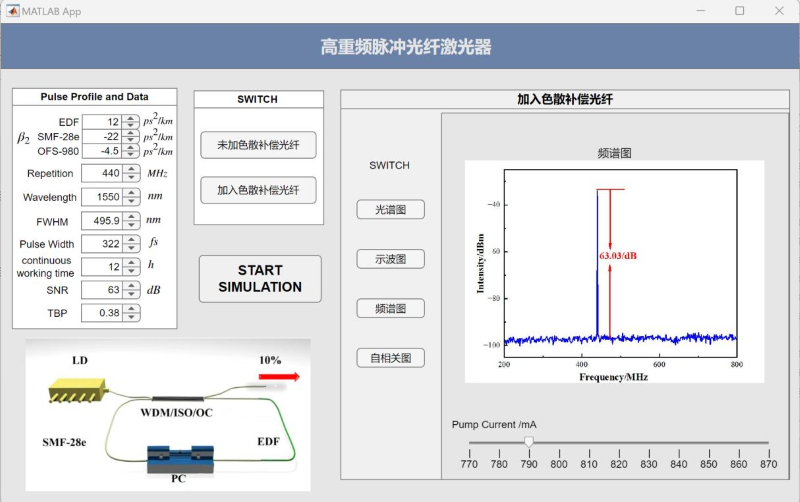 MATLAB App
高重频脉冲光纤激光器
Pulse Profile and Data
EDF 12 ps²/km
β₂ SMF-28e -22 ps²/km
OFS-980 -4.5 ps²/km
Repetition 440 MHz
Wavelength 1550 nm
FWHM 495.9 nm
Pulse Width 322 fs
continuous
working time 12 h
SNR 63 dB
TBP 0.38
SWITCH
未加色散补偿光纤
加入色散补偿光纤
START
SIMULATION
LD
10%
WDM/ISO/OC
SMF-28e
EDF
PC
加入色散补偿光纤
SWITCH
光谱图
示波图
频谱图
自相关图
频谱图
Intensity/dBm
-40
-60
-80
-100
63.03/dB
200 400 600 800
Frequency/MHz
Pump Current /mA
770 780 790 800 810 820 830 840 850 860 870